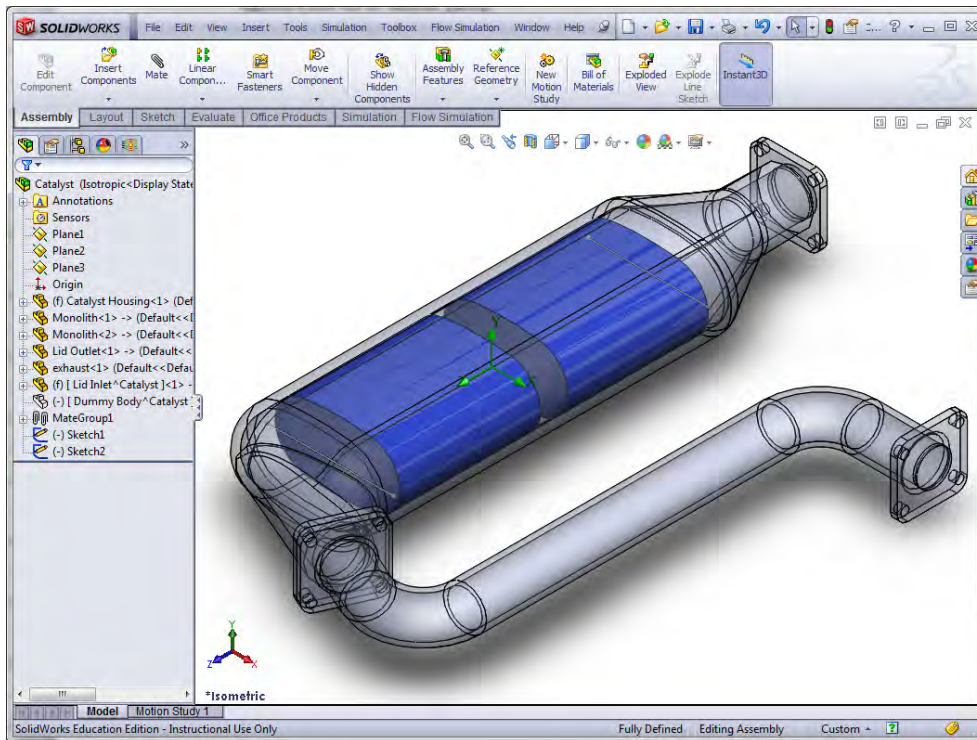 SW SOLIDWORKS File Edit View Insert Tools Simulation Toolbox Flow Simulation Window Help
Edit Component
Insert Components
Mate
Linear Compon...
Smart Fasteners
Move Component
Show Hidden Components
Assembly Features
Reference Geometry
New Motion Study
Bill of Materials
Exploded View
Explode Line Sketch
Instant3D
Assembly Layout Sketch Evaluate Office Products Simulation Flow Simulation
Catalyst (Isotropic<Display State
A Annotations
Sensors
Plane1
Plane2
Plane3
Origin
(f) Catalyst Housing<1> (Def
Monolith<1> -> (Default<<D
Monolith<2> -> (Default<<D
Lid Outlet<1> -> (Default<<
exhaust<1> (Default<<Defau
(f) [ Lid Inlet^Catalyst ]<1> -
(-) [ Dummy Body^Catalyst ]
MateGroup1
(-) Sketch1
(-) Sketch2
Y
Y
Z X
*Isometric
Model Motion Study 1
SolidWorks Education Edition - Instructional Use Only Fully Defined Editing Assembly Custom